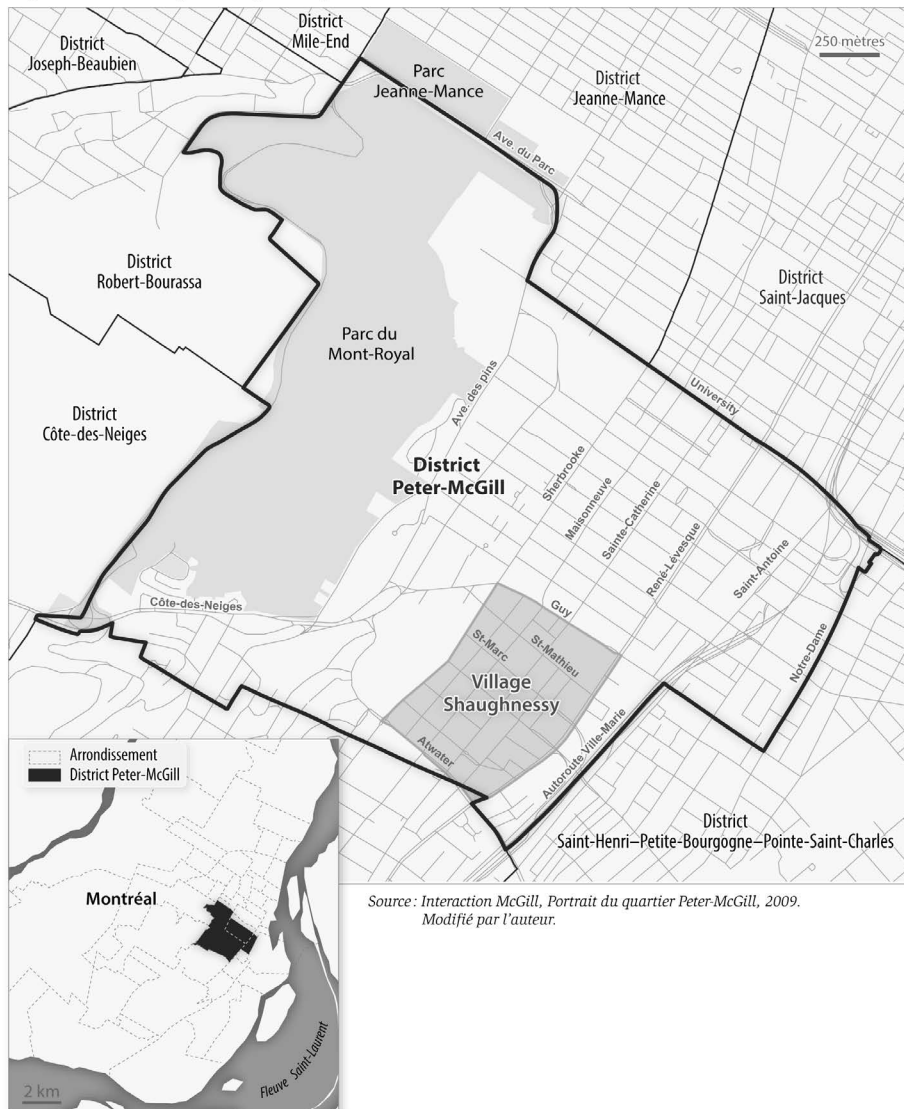 District
Joseph-Beaubien
District
Mile-End
250 mètres
Parc
Jeanne-Mance
District
Jeanne-Mance
Ave. du Parc
District
Robert-Bourassa
District
Saint-Jacques
Parc du
Mont-Royal
University
Ave. des pins
District
Côte-des-Neiges
District
Peter-McGill
Sherbrooke
Maisonneuve
Sainte-Catherine
René-Lévesque
Saint-Antoine
Côte-des-Neiges
Guy
St-Marc
St-Mathieu
Notre-Dame
Village
Shaughnessy
Atwater
Autoroute Ville-Marie
District
Saint-Henri–Petite-Bourgogne–Pointe-Saint-Charles
Arrondissement
District Peter-McGill
Montréal
Fleuve Saint-Laurent
2 km
Source : Interaction McGill, Portrait du quartier Peter-McGill, 2009.
Modifié par l'auteur.